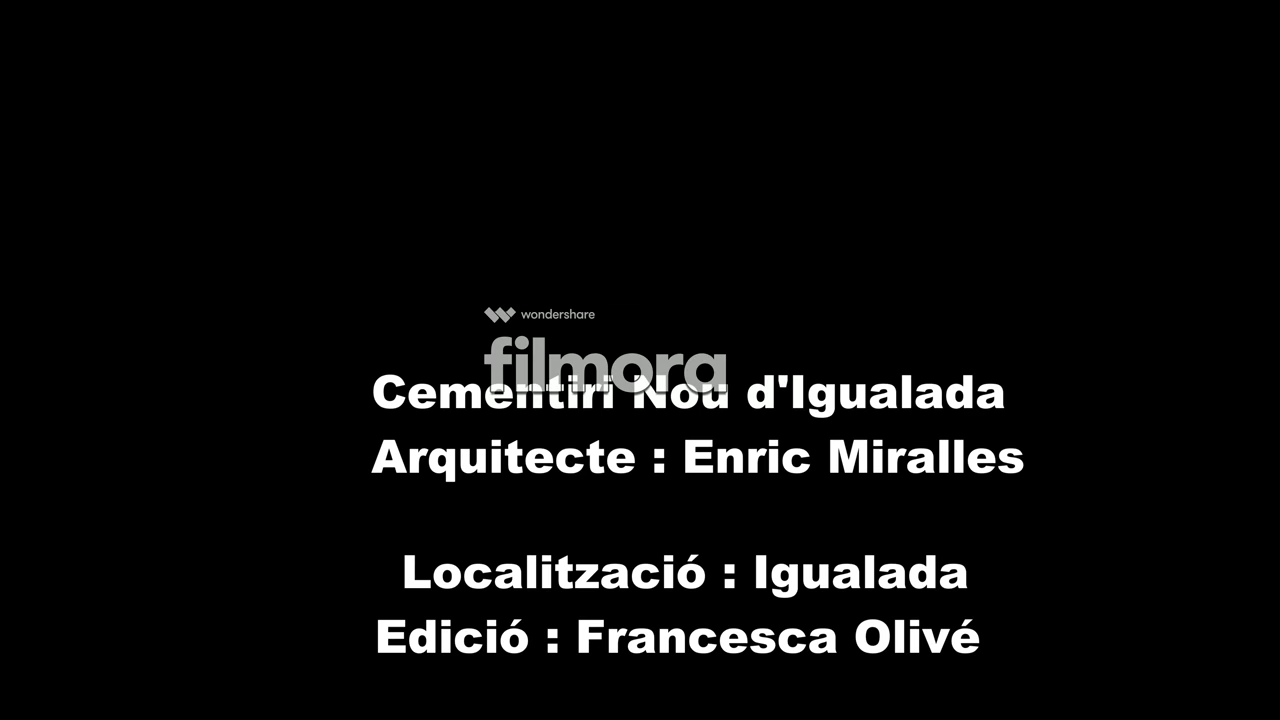 wondershare
filmora
Cementiri Nou d'Igualada
Arquitecte : Enric Miralles
Localització : Igualada
Edició : Francesca Olivé